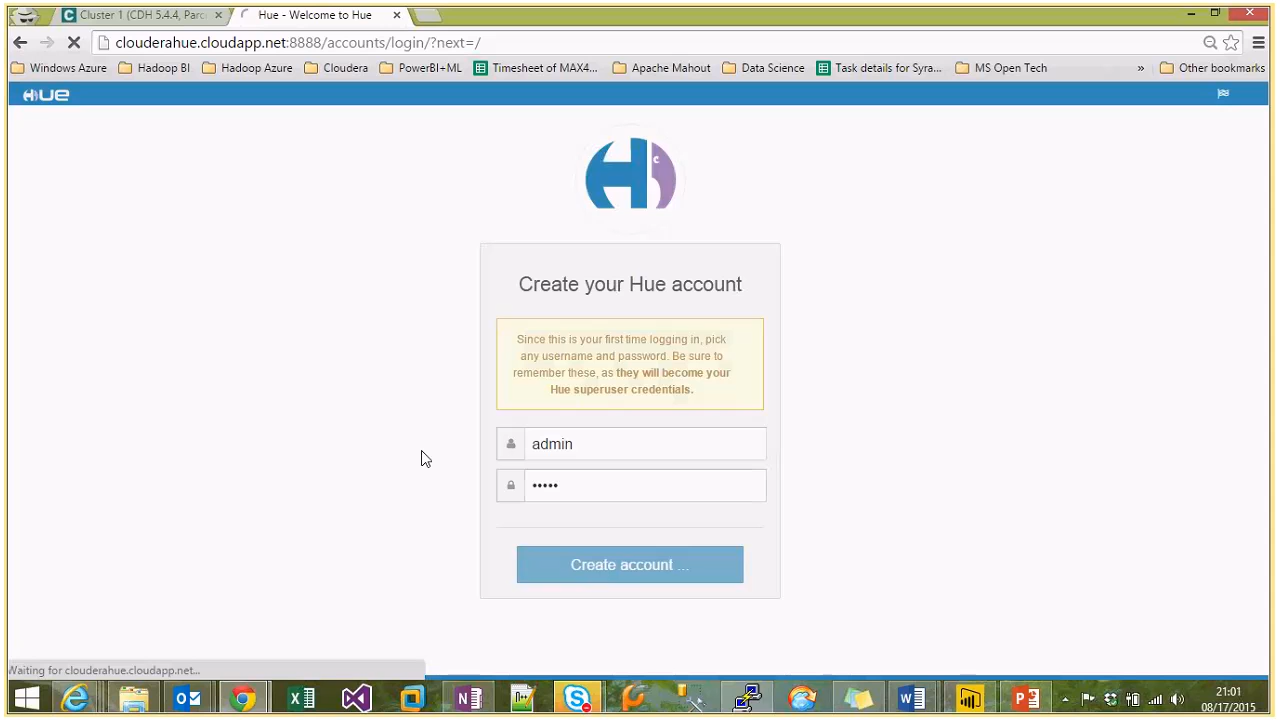 Cluster 1 (CDH 5.4.4, Parc
Hue - Welcome to Hue
clouderahue.cloudapp.net:8888/accounts/login/?next=/
Windows Azure
Hadoop BI
Hadoop Azure
Cloudera
PowerBI+ML
Timesheet of MAX4...
Apache Mahout
Data Science
Task details for Syra...
MS Open Tech
»
Other bookmarks
HUE
Create your Hue account
Since this is your first time logging in, pick
any username and password. Be sure to
remember these, as they will become your
Hue superuser credentials.
admin
•••••
Create account ...
Waiting for clouderahue.cloudapp.net...
21:01
08/17/2015